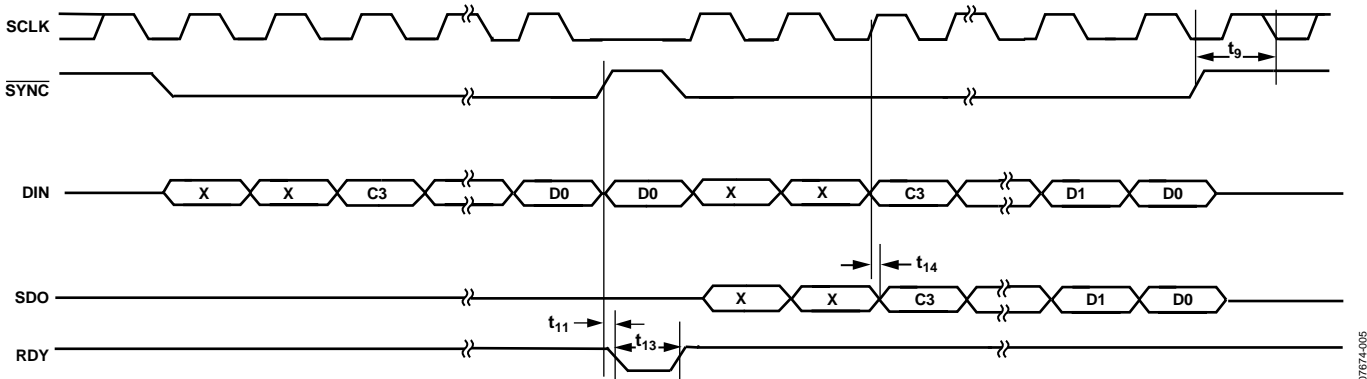 SCLK
t9
SYNC
DIN X X C3 D0 D0 X X C3 D1 D0
t14
SDO X X C3 D1 D0
t11 t13
RDY
07674-005